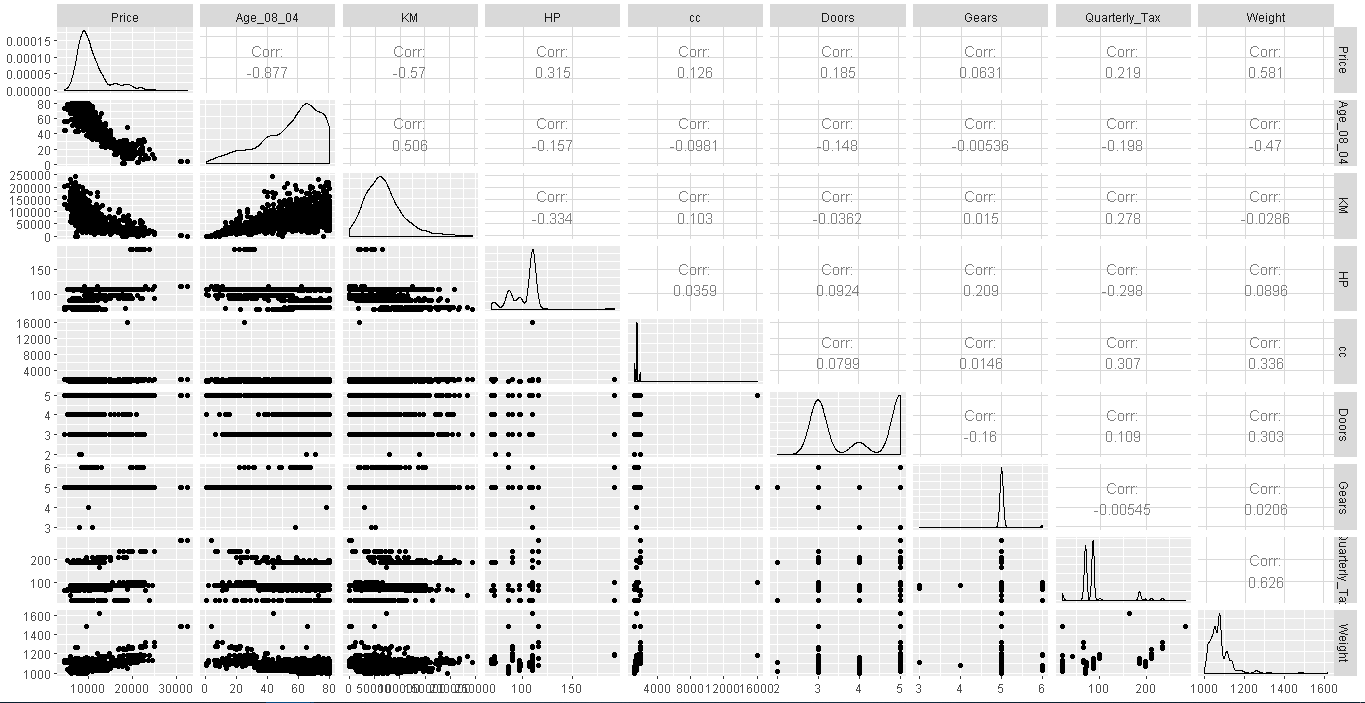 Price Age_08_04 KM HP cc Doors Gears Quarterly_Tax Weight
0.00015
0.00010
0.00005
0.00000
Corr: Corr: Corr: Corr: Corr: Corr: Corr: Corr:
-0.877 -0.57 0.315 0.126 0.185 0.0631 0.219 0.581
Price
80
60
40
20
0
Corr: Corr: Corr: Corr: Corr: Corr: Corr:
0.506 -0.157 -0.0981 -0.148 -0.00536 -0.198 -0.47
Age_08_04
250000
200000
150000
100000
50000
0
Corr: Corr: Corr: Corr: Corr: Corr:
-0.334 0.103 -0.0362 0.015 0.278 -0.0286
KM
150
100
Corr: Corr: Corr: Corr: Corr:
0.0359 0.0924 0.209 -0.298 0.0896
HP
16000
12000
8000
4000
Corr: Corr: Corr: Corr:
0.0799 0.0146 0.307 0.336
cc
5
4
3
2
Corr: Corr: Corr:
-0.16 0.109 0.303
Doors
6
5
4
3
Corr: Corr:
-0.00545 0.0206
Gears
200
100
Corr:
0.626
uarterly_Ta
1600
1400
1200
1000
Weight
10000 20000 30000 0 20 40 60 80 0 50000 100000 150000 200000 250000 100 150 4000 8000 12000 16000 2 3 4 5 3 4 5 6 100 200 1000 1200 1400 1600